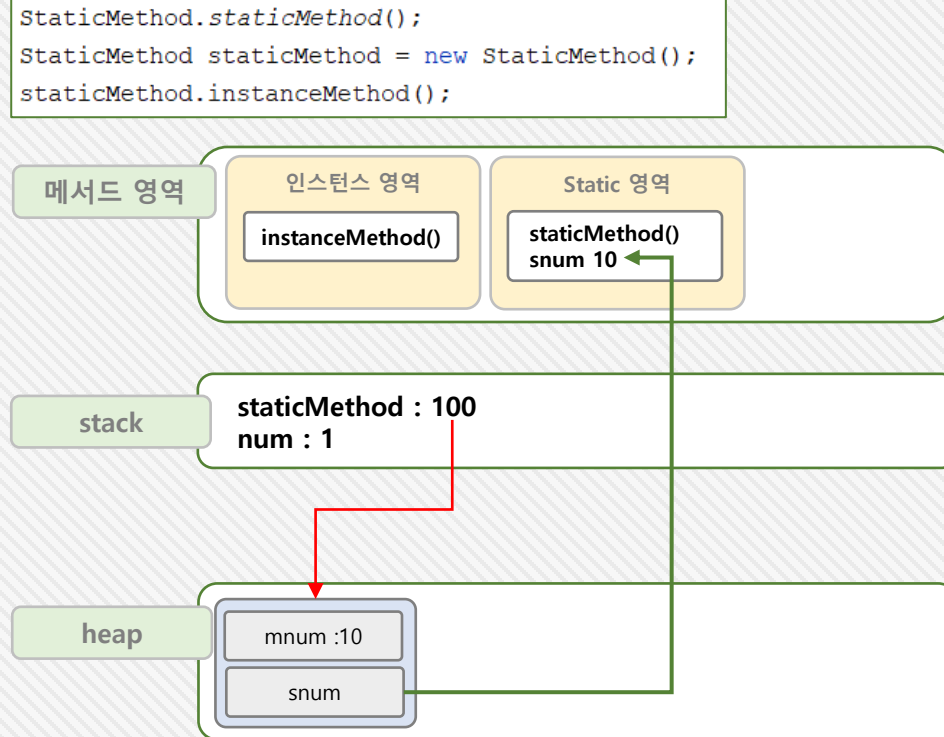 StaticMethod.staticMethod();
StaticMethod staticMethod = new StaticMethod();
staticMethod.instanceMethod();
메서드 영역
인스턴스 영역
instanceMethod()
Static 영역
staticMethod()
snum 10
stack
staticMethod : 100
num : 1
heap
mnum :10
snum